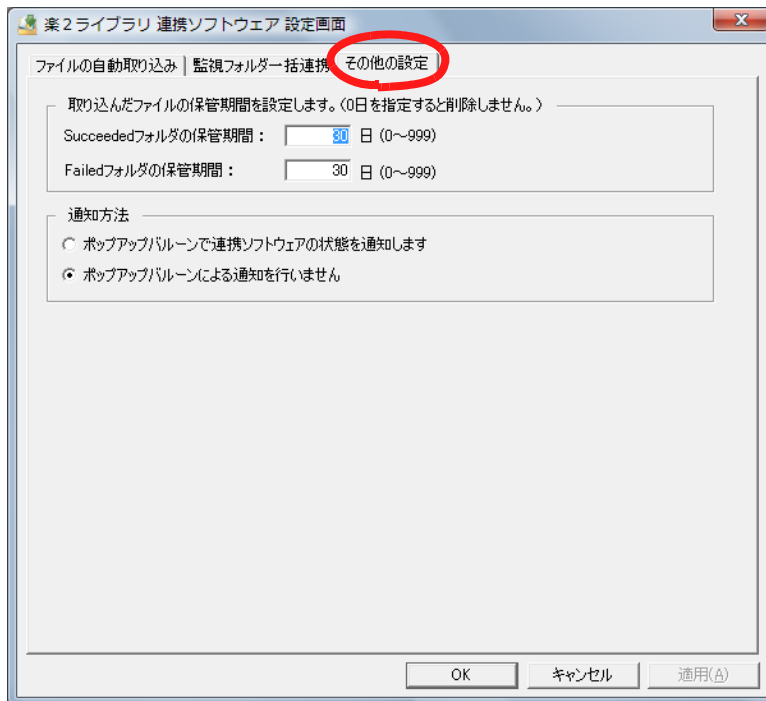 楽2ライブラリ 連携ソフトウェア 設定画面
ファイルの自動取り込み 監視フォルダ一括連携 その他の設定
取り込んだファイルの保管期間を設定します。(0日を指定すると削除しません。)
Succeededフォルダの保管期間： 30 日 (0～999)
Failedフォルダの保管期間： 30 日 (0～999)
通知方法
ポップアップバルーンで連携ソフトウェアの状態を通知します
ポップアップバルーンによる通知を行いません
OK キャンセル 適用(A)